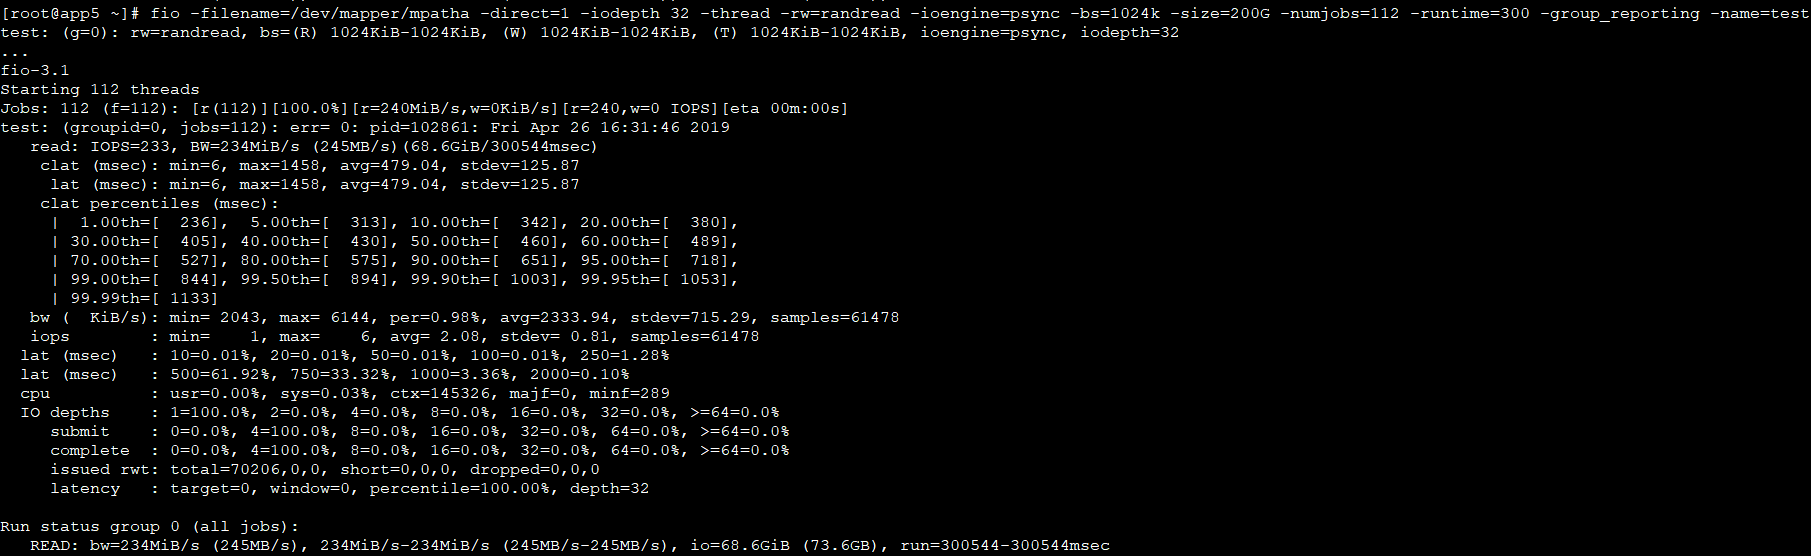 [root@app5 ~]# fio -filename=/dev/mapper/mpatha -direct=1 -iodepth 32 -thread -rw=randread -ioengine=psync -bs=1024k -size=200G -numjobs=112 -runtime=300 -group_reporting -name=test
test: (g=0): rw=randread, bs=(R) 1024KiB-1024KiB, (W) 1024KiB-1024KiB, (T) 1024KiB-1024KiB, ioengine=psync, iodepth=32
...
fio-3.1
Starting 112 threads
Jobs: 112 (f=112): [r(112)][100.0%][r=240MiB/s,w=0KiB/s][r=240,w=0 IOPS][eta 00m:00s]
test: (groupid=0, jobs=112): err= 0: pid=102861: Fri Apr 26 16:31:46 2019
   read: IOPS=233, BW=234MiB/s (245MB/s)(68.6GiB/300544msec)
    clat (msec): min=6, max=1458, avg=479.04, stdev=125.87
     lat (msec): min=6, max=1458, avg=479.04, stdev=125.87
    clat percentiles (msec):
     |  1.00th=[  236],  5.00th=[  313], 10.00th=[  342], 20.00th=[  380],
     | 30.00th=[  405], 40.00th=[  430], 50.00th=[  460], 60.00th=[  489],
     | 70.00th=[  527], 80.00th=[  575], 90.00th=[  651], 95.00th=[  718],
     | 99.00th=[  844], 99.50th=[  894], 99.90th=[ 1003], 99.95th=[ 1053],
     | 99.99th=[ 1133]
   bw (  KiB/s): min= 2043, max= 6144, per=0.98%, avg=2333.94, stdev=715.29, samples=61478
   iops        : min=    1, max=    6, avg= 2.08, stdev= 0.81, samples=61478
  lat (msec)   : 10=0.01%, 20=0.01%, 50=0.01%, 100=0.01%, 250=1.28%
  lat (msec)   : 500=61.92%, 750=33.32%, 1000=3.36%, 2000=0.10%
  cpu          : usr=0.00%, sys=0.03%, ctx=145326, majf=0, minf=289
  IO depths    : 1=100.0%, 2=0.0%, 4=0.0%, 8=0.0%, 16=0.0%, 32=0.0%, >=64=0.0%
     submit    : 0=0.0%, 4=100.0%, 8=0.0%, 16=0.0%, 32=0.0%, 64=0.0%, >=64=0.0%
     complete  : 0=0.0%, 4=100.0%, 8=0.0%, 16=0.0%, 32=0.0%, 64=0.0%, >=64=0.0%
     issued rwt: total=70206,0,0, short=0,0,0, dropped=0,0,0
     latency   : target=0, window=0, percentile=100.00%, depth=32
Run status group 0 (all jobs):
   READ: bw=234MiB/s (245MB/s), 234MiB/s-234MiB/s (245MB/s-245MB/s), io=68.6GiB (73.6GB), run=300544-300544msec